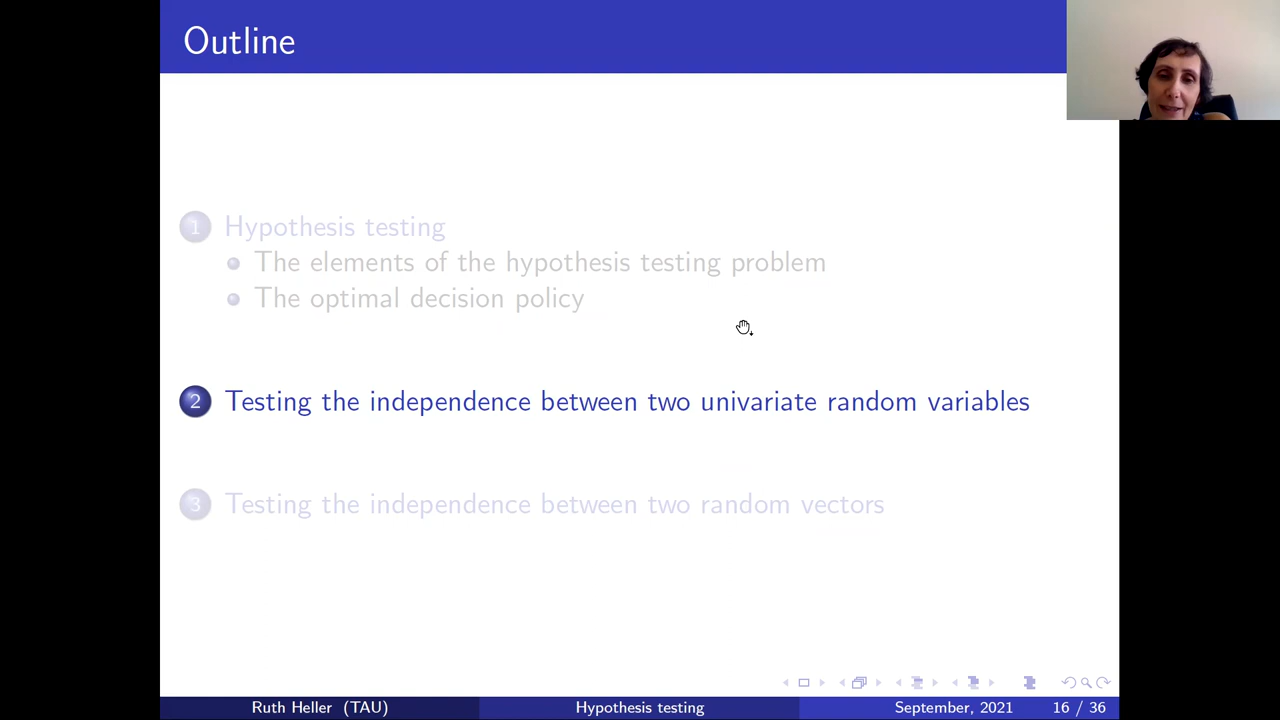 Outline
1 Hypothesis testing
The elements of the hypothesis testing problem
The optimal decision policy
2 Testing the independence between two univariate random variables
3 Testing the independence between two random vectors
Ruth Heller (TAU) Hypothesis testing September, 2021 16 / 36